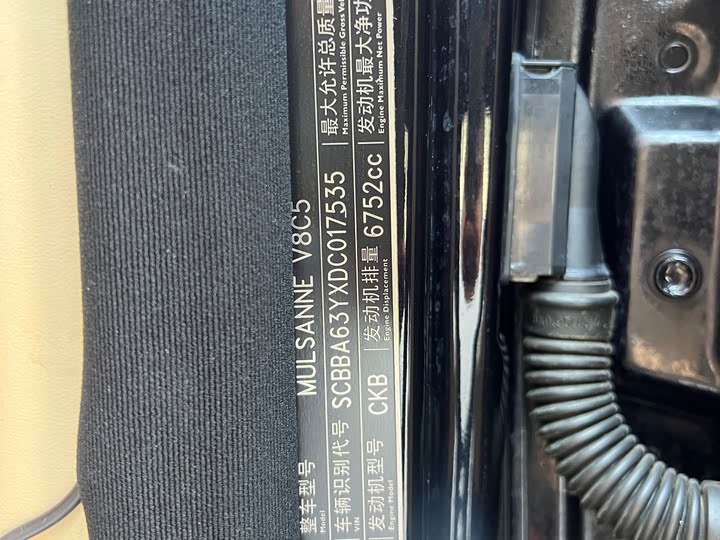 整车型号 MULSANNE V8C5
Model
车辆识别代号 SCBBA63YXDC017535 最大允许总质量
VIN Maximum Permissible Gross Veh
发动机型号 CKB 发动机排量 6752cc 发动机最大净功
Engine Model Engine Displacement Engine Maximum Net Power